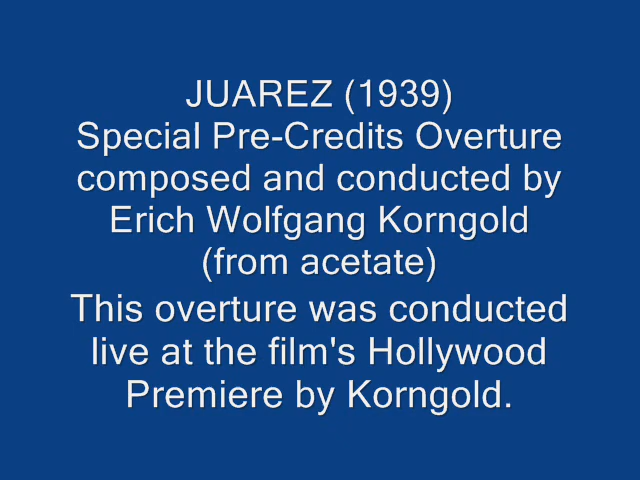 JUAREZ (1939)
Special Pre-Credits Overture
composed and conducted by
Erich Wolfgang Korngold
(from acetate)
This overture was conducted
live at the film's Hollywood
Premiere by Korngold.